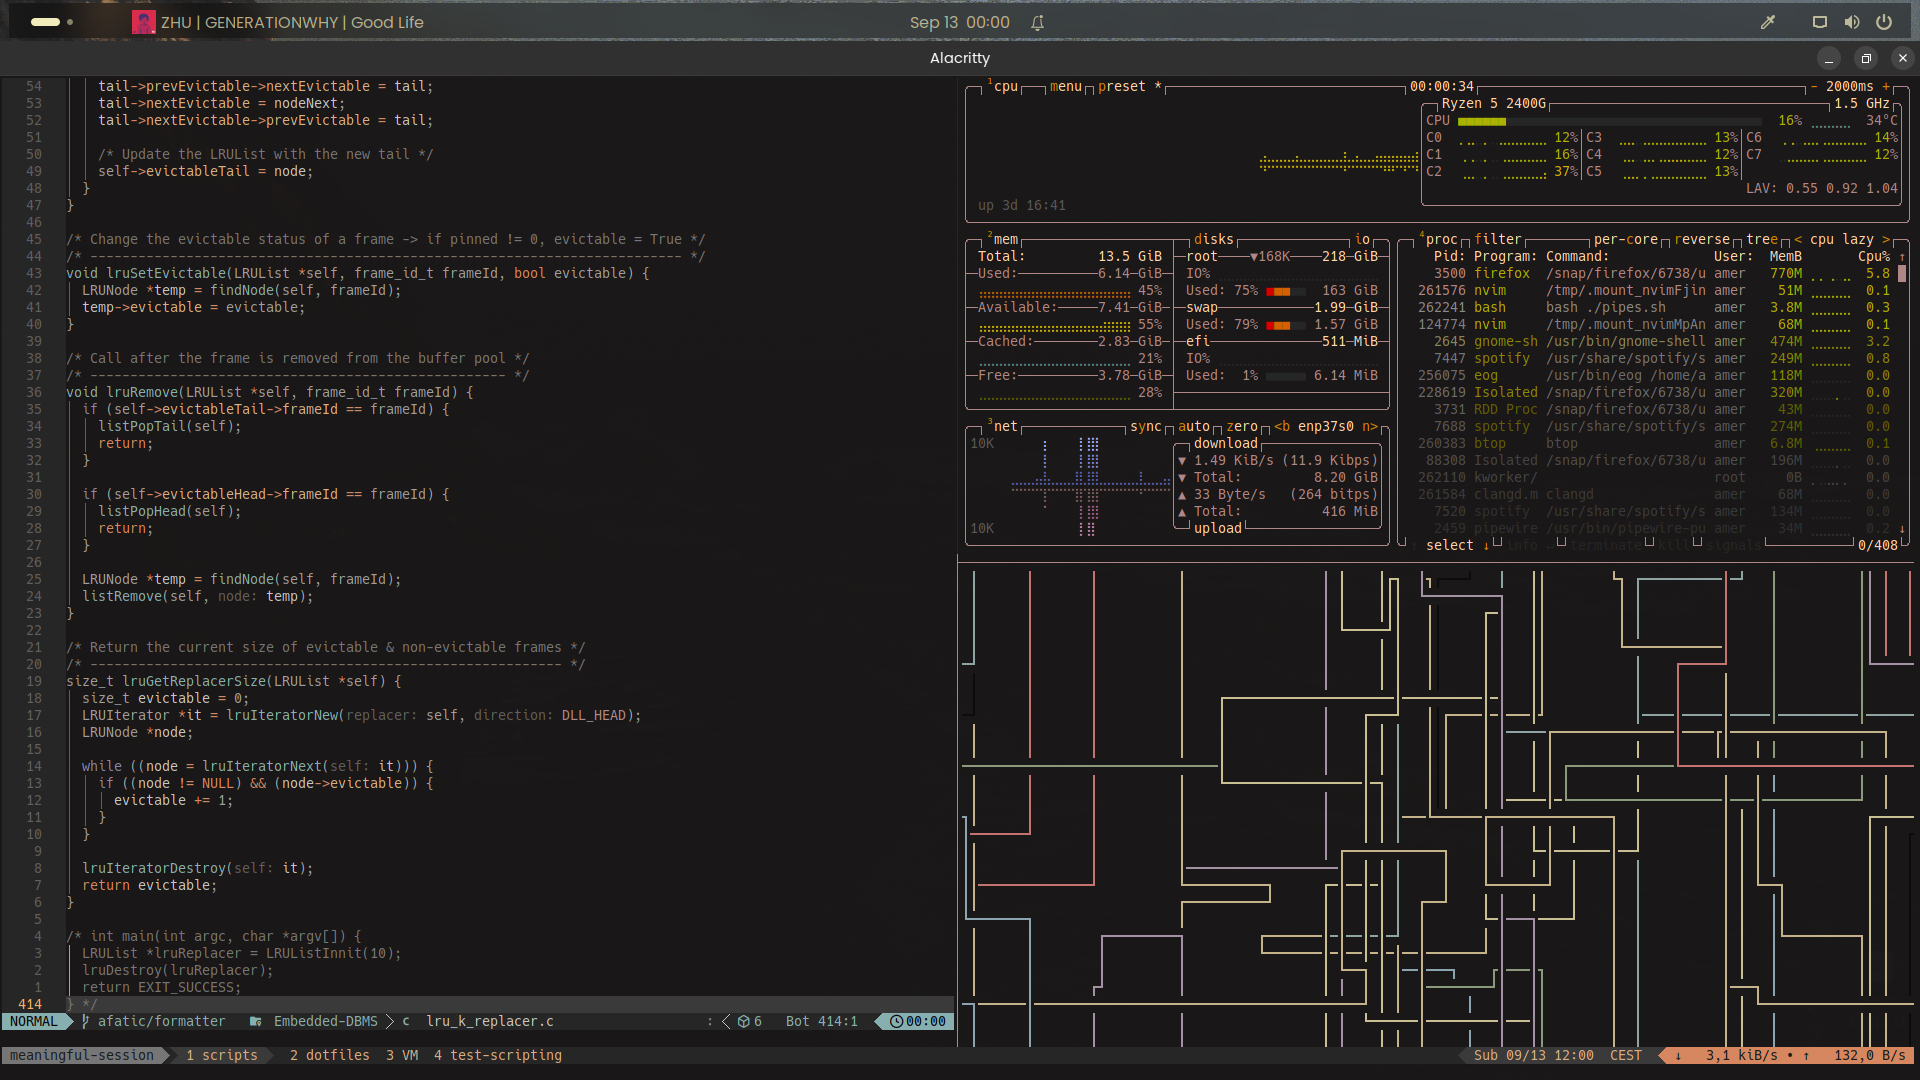 ZHU | GENERATIONWHY | Good Life
Sep 13 00:00
Alacritty
54 tail->prevEvictable->nextEvictable = tail;
53 tail->nextEvictable = nodeNext;
52 tail->nextEvictable->prevEvictable = tail;
51
50 /* Update the LRUList with the new tail */
49 self->evictableTail = node;
48 }
47 }
46
45 /* Change the evictable status of a frame -> if pinned != 0, evictable = True */
44 /* -------------------------------------------------------------------------- */
43 void lruSetEvictable(LRUList *self, frame_id_t frameId, bool evictable) {
42 LRUNode *temp = findNode(self, frameId);
41 temp->evictable = evictable;
40 }
39
38 /* Call after the frame is removed from the buffer pool */
37 /* ---------------------------------------------------- */
36 void lruRemove(LRUList *self, frame_id_t frameId) {
35 if (self->evictableTail->frameId == frameId) {
34 listPopTail(self);
33 return;
32 }
31
30 if (self->evictableHead->frameId == frameId) {
29 listPopHead(self);
28 return;
27 }
26
25 LRUNode *temp = findNode(self, frameId);
24 listRemove(self, node: temp);
23 }
22
21 /* Return the current size of evictable & non-evictable frames */
20 /* ----------------------------------------------------------- */
19 size_t lruGetReplacerSize(LRUList *self) {
18 size_t evictable = 0;
17 LRUIterator *it = lruIteratorNew(replacer: self, direction: DLL_HEAD);
16 LRUNode *node;
15
14 while ((node = lruIteratorNext(self: it))) {
13 if ((node != NULL) && (node->evictable)) {
12 evictable += 1;
11 }
10 }
9
8 lruIteratorDestroy(self: it);
7 return evictable;
6 }
5
4 /* int main(int argc, char *argv[]) {
3 LRUList *lruReplacer = LRUListInnit(10);
2 lruDestroy(lruReplacer);
1 return EXIT_SUCCESS;
414 } */
NORMAL afatic/formatter Embedded-DBMS C lru_k_replacer.c : 6 Bot 414:1 00:00
1cpu menu preset * 00:00:34 - 2000ms +
Ryzen 5 2400G 1.5 GHz
CPU 16% 34°C
C0 12% C3 13% C6 14%
C1 16% C4 12% C7 12%
C2 37% C5 13%
LAV: 0.55 0.92 1.04
up 3d 16:41
2mem
Total: 13.5 GiB
Used: 6.14 GiB
45%
Available: 7.41 GiB
55%
Cached: 2.83 GiB
21%
Free: 3.78 GiB
28%
disks io
root ▼168K 218 GiB
IO%
Used: 75% 163 GiB
swap 1.99 GiB
Used: 79% 1.57 GiB
efi 511 MiB
IO%
Used: 1% 6.14 MiB
3net sync auto zero <b enp37s0 n>
10K
10K
download
▼ 1.49 KiB/s (11.9 Kibps)
▼ Total: 8.20 GiB
▲ 33 Byte/s (264 bitps)
▲ Total: 416 MiB
upload
4proc filter per-core reverse tree < cpu lazy >
Pid: Program: Command: User: MemB Cpu% ↑
3500 firefox /snap/firefox/6738/u amer 770M 5.8
261576 nvim /tmp/.mount_nvimFjin amer 51M 0.1
262241 bash bash ./pipes.sh amer 3.8M 0.3
124774 nvim /tmp/.mount_nvimMpAn amer 68M 0.1
2645 gnome-sh /usr/bin/gnome-shell amer 474M 3.2
7447 spotify /usr/share/spotify/s amer 249M 0.8
256075 eog /usr/bin/eog /home/a amer 118M 0.0
228619 Isolated /snap/firefox/6738/u amer 320M 0.0
3731 RDD Proc /snap/firefox/6738/u amer 43M 0.0
7688 spotify /usr/share/spotify/s amer 274M 0.0
260383 btop btop amer 6.8M 0.1
88308 Isolated /snap/firefox/6738/u amer 196M 0.0
262110 kworker/ root 0B 0.0
261584 clangd.m clangd amer 68M 0.0
7520 spotify /usr/share/spotify/s amer 134M 0.0
2459 pipewire /usr/bin/pipewire-pu amer 34M 0.2 ↓
select ↓ info terminate kill signals 0/408
meaningful-session 1 scripts 2 dotfiles 3 VM 4 test-scripting
Sub 09/13 12:00 CEST ↓ 3,1 kiB/s • ↑ 132,0 B/s